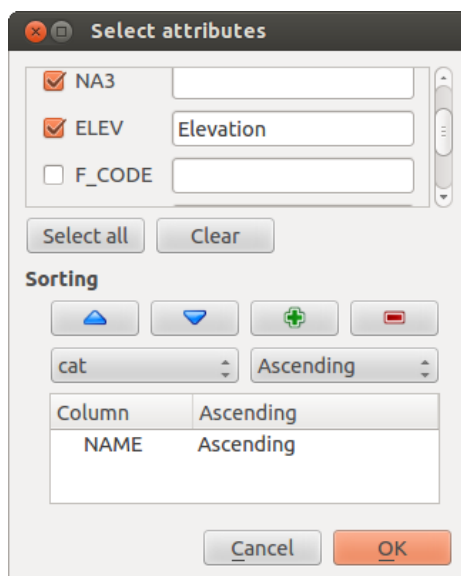 Select attributes
NA3
ELEV Elevation
F_CODE
Select all Clear
Sorting
cat Ascending
Column Ascending
NAME Ascending
Cancel OK